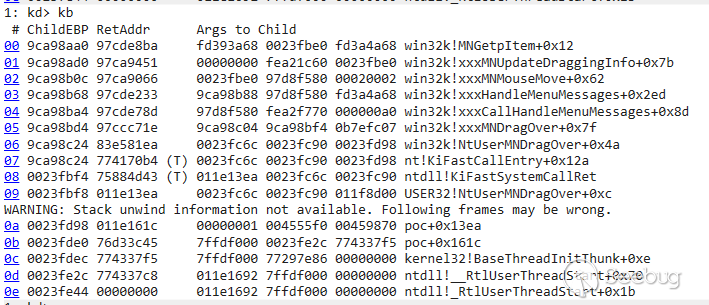 1: kd> kb
 # ChildEBP RetAddr      Args to Child
00 9ca98aa0 97cde8ba     fd393a68 0023fbe0 fd3a4a68 win32k!MNGetpItem+0x12
01 9ca98ad0 97ca9451     00000000 fea21c60 0023fbe0 win32k!xxxMNUpdateDraggingInfo+0x7b
02 9ca98b0c 97ca9066     0023fbe0 97d8f580 00020002 win32k!xxxMNMouseMove+0x62
03 9ca98b68 97cde233     9ca98b88 97d8f580 fd3a4a68 win32k!xxxHandleMenuMessages+0x2ed
04 9ca98ba4 97cde78d     97d8f580 fea2f770 000000a0 win32k!xxxCallHandleMenuMessages+0x8d
05 9ca98bd4 97ccc71e     9ca98c04 9ca98bf4 0b7efc07 win32k!xxxMNDragOver+0x7f
06 9ca98c24 83e581ea     0023fc6c 0023fc90 0023fd98 win32k!NtUserMNDragOver+0x4a
07 9ca98c24 774170b4 (T) 0023fc6c 0023fc90 0023fd98 nt!KiFastCallEntry+0x12a
08 0023fbf4 75884d43 (T) 011e13ea 0023fc6c 0023fc90 ntdll!KiFastSystemCallRet
09 0023fbf8 011e13ea     0023fc6c 0023fc90 011f8d00 USER32!NtUserMNDragOver+0xc
WARNING: Stack unwind information not available. Following frames may be wrong.
0a 0023fd98 011e161c     00000001 004555f0 00459870 poc+0x13ea
0b 0023fde0 76d33c45     7ffdf000 0023fe2c 774337f5 poc+0x161c
0c 0023fdec 774337f5     7ffdf000 77297e86 00000000 kernel32!BaseThreadInitThunk+0xe
0d 0023fe2c 774337c8     011e1692 7ffdf000 00000000 ntdll!__RtlUserThreadStart+0x70
0e 0023fe44 00000000     011e1692 7ffdf000 00000000 ntdll!_RtlUserThreadStart+0x1b
Seebug